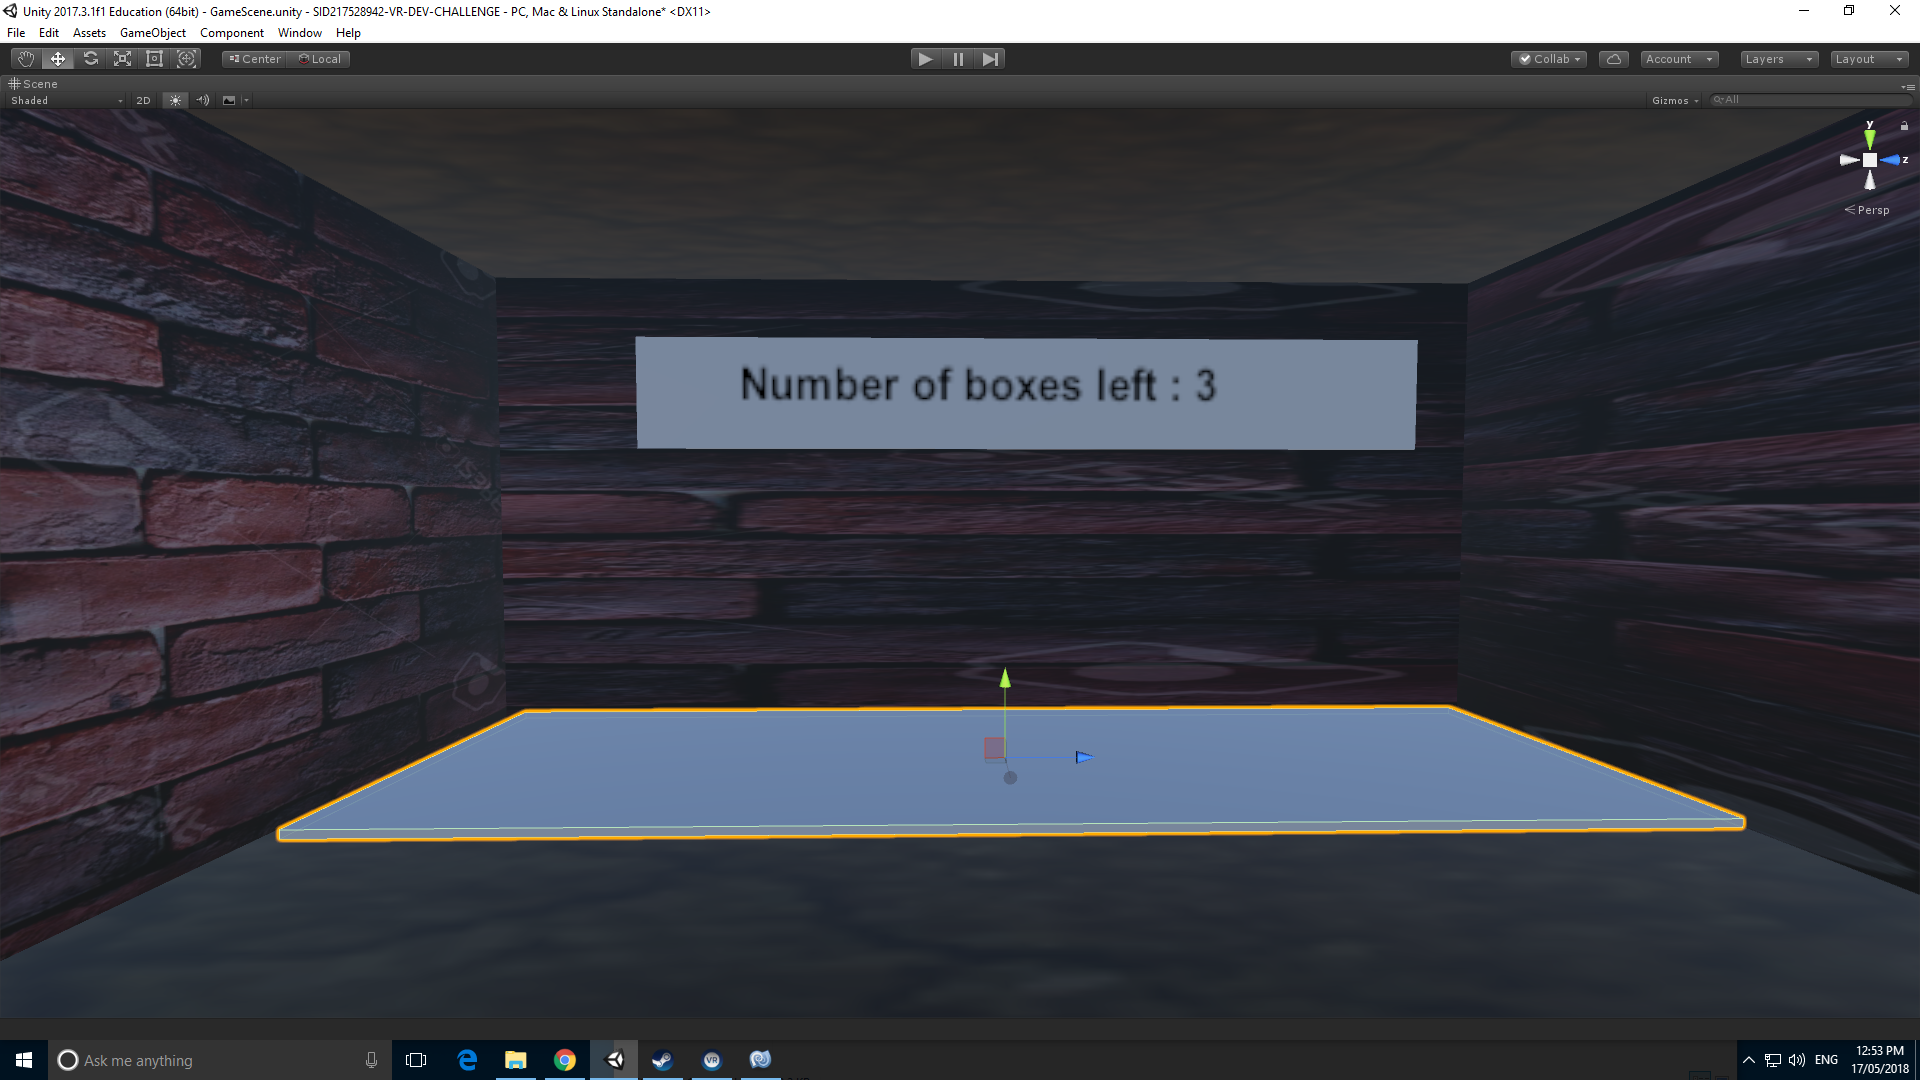 Unity 2017.3.1f1 Education (64bit) - GameScene.unity - SID217528942-VR-DEV-CHALLENGE - PC, Mac & Linux Standalone* <DX11>
File Edit Assets GameObject Component Window Help
Center Local Collab Account Layers Layout
Scene
Shaded 2D Gizmos All
y
z
Persp
Number of boxes left : 3
Ask me anything
VR
ENG
12:53 PM
17/05/2018